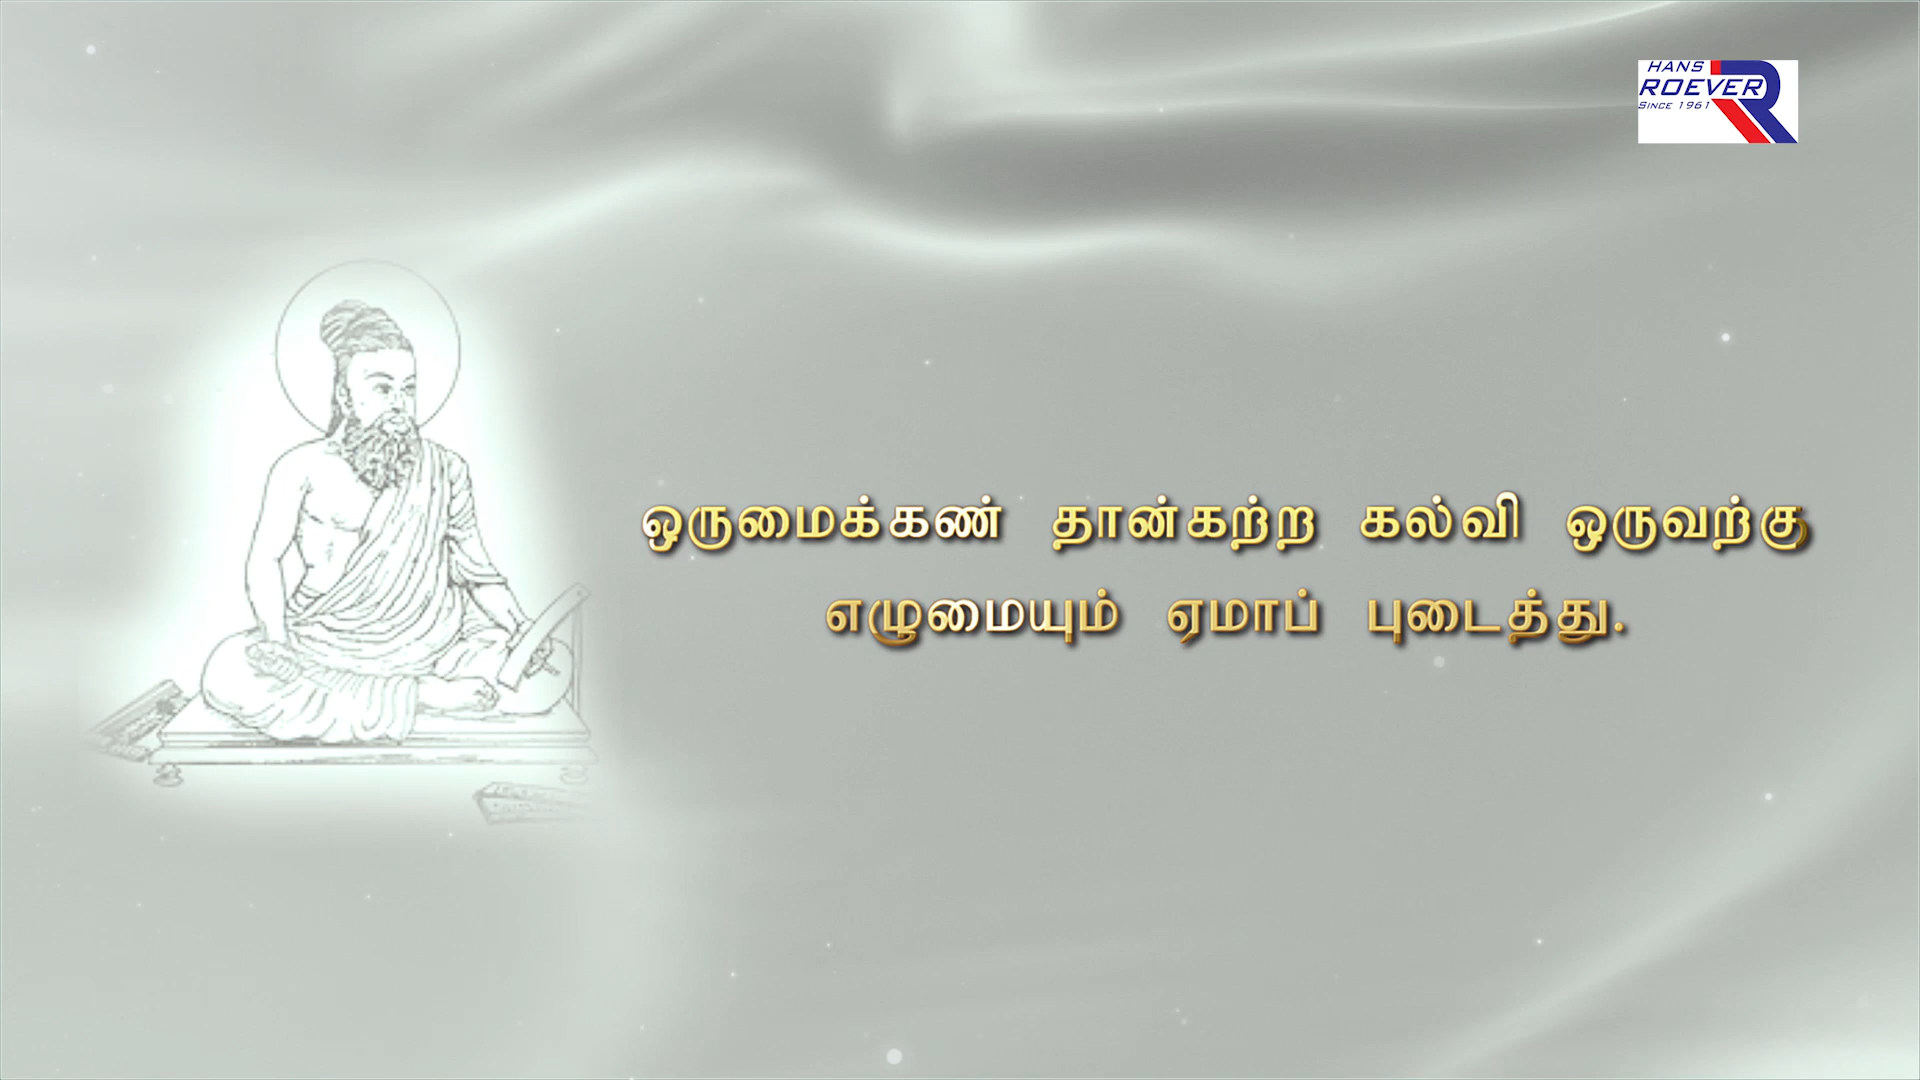 HANS
ROEVER
SINCE 1961
ஒருமைக்கண் தான்கற்ற கல்வி ஒருவற்கு
எழுமையும் ஏமாப் புடைத்து.